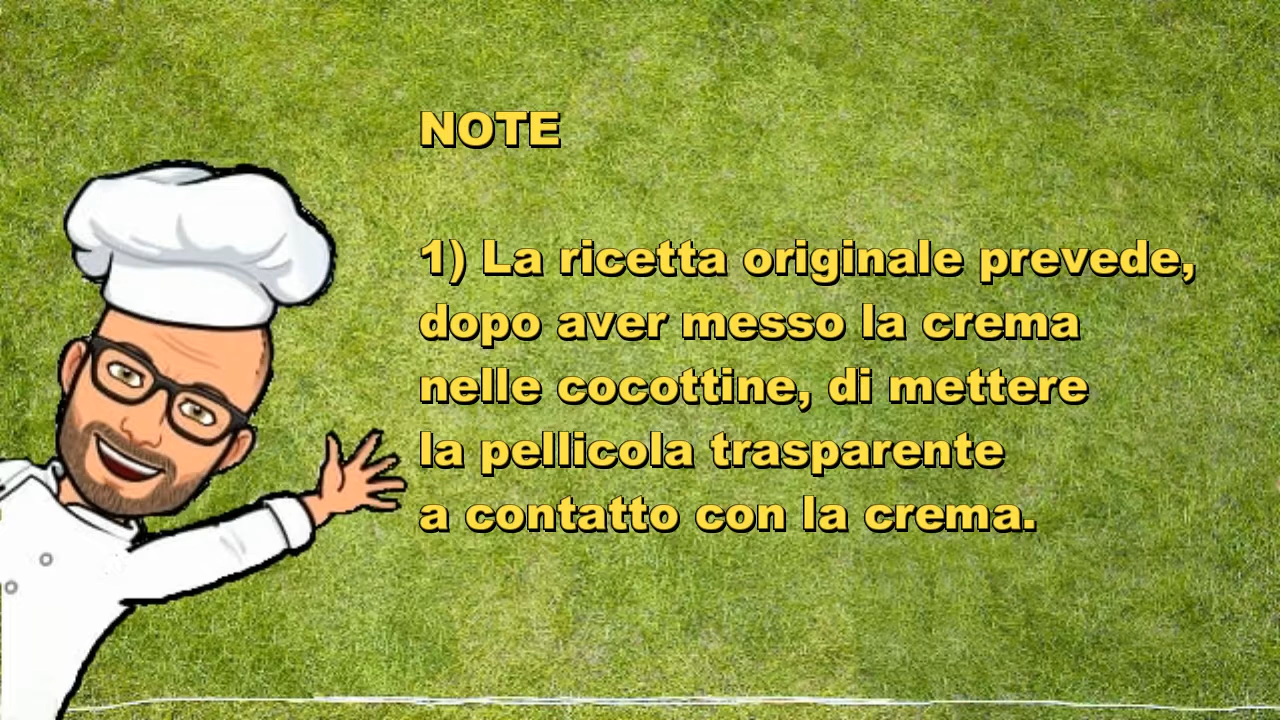 NOTE
1) La ricetta originale prevede,
dopo aver messo la crema
nelle cocottine, di mettere
la pellicola trasparente
a contatto con la crema.